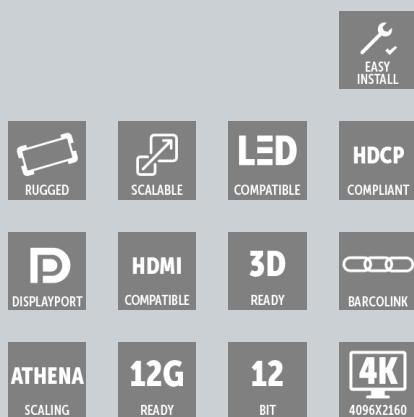 EASY
INSTALL
RUGGED
SCALABLE
LED
COMPATIBLE
HDCP
COMPLIANT
DISPLAYPORT
HDMI
COMPATIBLE
3D
READY
BARCOLINK
ATHENA
SCALING
12G
READY
12
BIT
4K
4096X2160